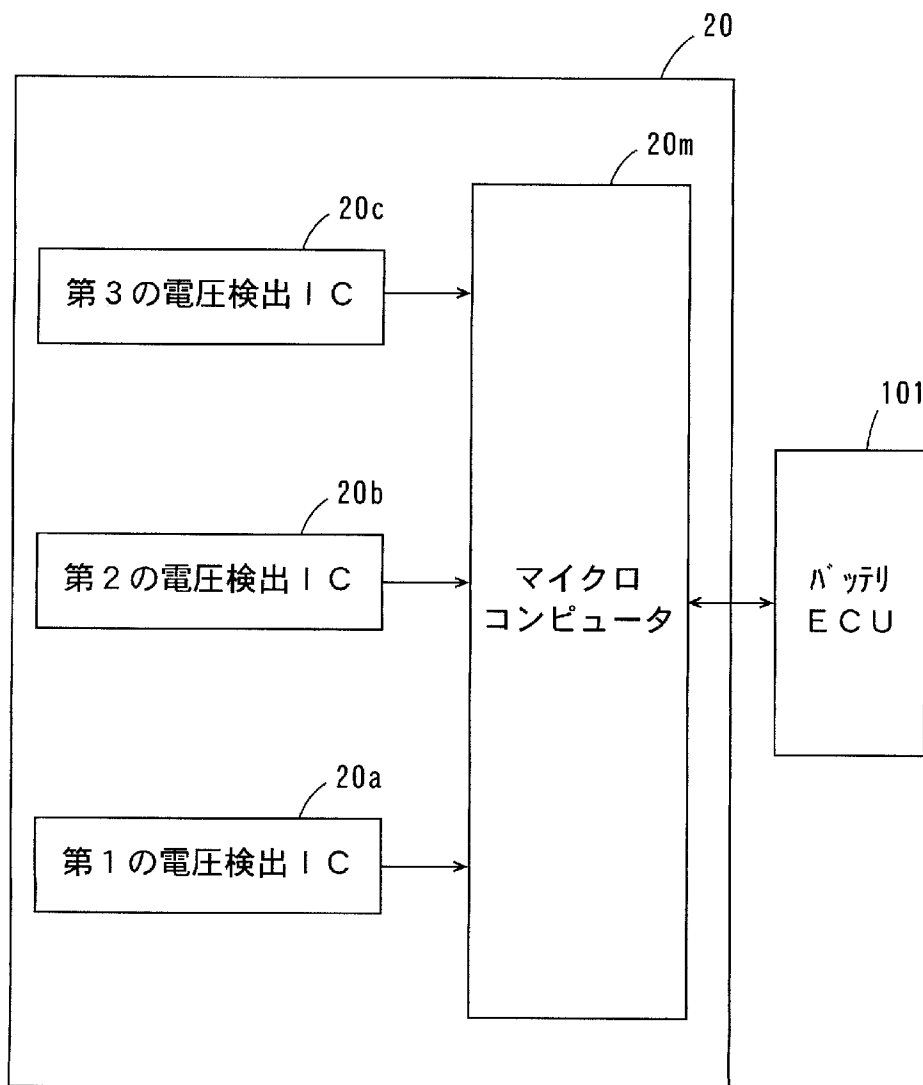 20
20m
20c
第３の電圧検出ＩＣ
101
20b
第２の電圧検出ＩＣ
マイクロ
コンピュータ
ﾊﾞｯﾃﾘ
ＥＣＵ
20a
第１の電圧検出ＩＣ